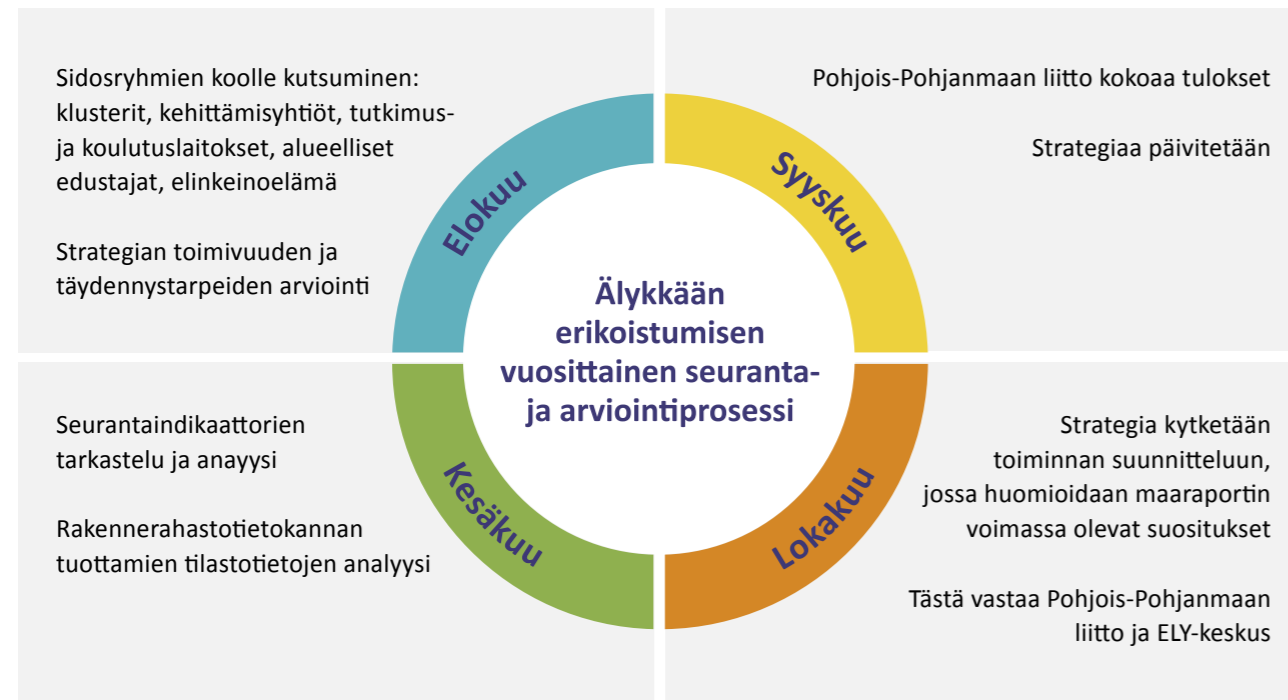 Sidosryhmien koolle kutsuminen:
klusterit, kehittämisyhtiöt, tutkimus-
ja koulutuslaitokset, alueelliset
edustajat, elinkeinoelämä
Strategian toimivuuden ja
täydennystarpeiden arviointi
Elokuu
Pohjois-Pohjanmaan liitto kokoaa tulokset
Strategiaa päivitetään
Syyskuu
Älykkään
erikoistumisen
vuosittainen seuranta-
ja arviointiprosessi
Seurantaindikaattorien
tarkastelu ja anayysi
Rakennerahastotietokannan
tuottamien tilastotietojen analyysi
Kesäkuu
Strategia kytketään
toiminnan suunnitteluun,
jossa huomioidaan maaraportin
voimassa olevat suositukset
Tästä vastaa Pohjois-Pohjanmaan
liitto ja ELY-keskus
Lokakuu